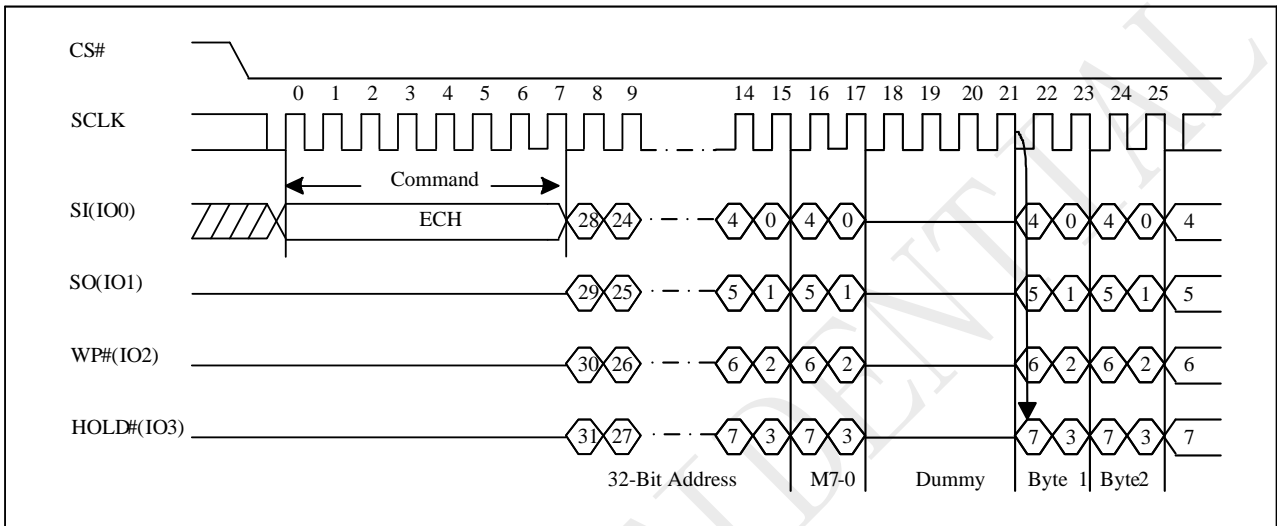 CS#
0 1 2 3 4 5 6 7 8 9 14 15 16 17 18 19 20 21 22 23 24 25
SCLK
Command
SI(IO0) ECH 28 24 4 0 4 0 4 0 4 0 4
SO(IO1) 29 25 5 1 5 1 5 1 5 1 5
WP#(IO2) 30 26 6 2 6 2 6 2 6 2 6
HOLD#(IO3) 31 27 7 3 7 3 7 3 7 3 7
32-Bit Address M7-0 Dummy Byte 1 Byte2